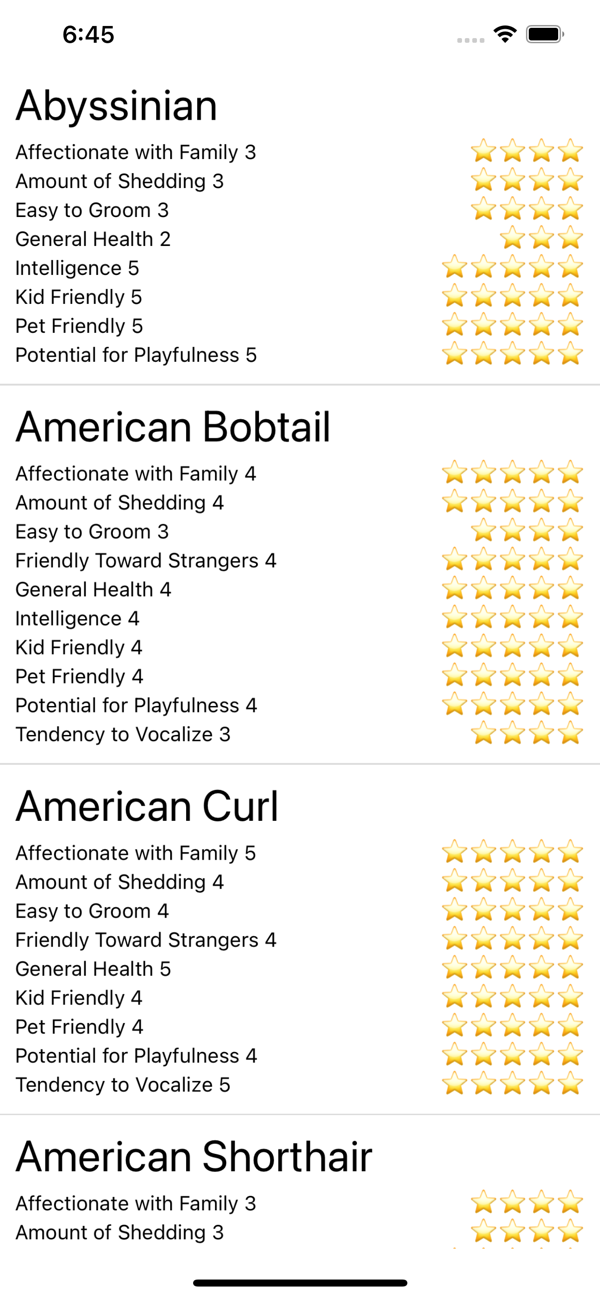 6:45
Abyssinian
Affectionate with Family 3 ⭐⭐⭐⭐
Amount of Shedding 3 ⭐⭐⭐⭐
Easy to Groom 3 ⭐⭐⭐⭐
General Health 2 ⭐⭐⭐
Intelligence 5 ⭐⭐⭐⭐⭐
Kid Friendly 5 ⭐⭐⭐⭐⭐
Pet Friendly 5 ⭐⭐⭐⭐⭐
Potential for Playfulness 5 ⭐⭐⭐⭐⭐
American Bobtail
Affectionate with Family 4 ⭐⭐⭐⭐⭐
Amount of Shedding 4 ⭐⭐⭐⭐⭐
Easy to Groom 3 ⭐⭐⭐⭐
Friendly Toward Strangers 4 ⭐⭐⭐⭐⭐
General Health 4 ⭐⭐⭐⭐⭐
Intelligence 4 ⭐⭐⭐⭐⭐
Kid Friendly 4 ⭐⭐⭐⭐⭐
Pet Friendly 4 ⭐⭐⭐⭐⭐
Potential for Playfulness 4 ⭐⭐⭐⭐⭐
Tendency to Vocalize 3 ⭐⭐⭐⭐
American Curl
Affectionate with Family 5 ⭐⭐⭐⭐⭐
Amount of Shedding 4 ⭐⭐⭐⭐⭐
Easy to Groom 4 ⭐⭐⭐⭐⭐
Friendly Toward Strangers 4 ⭐⭐⭐⭐⭐
General Health 5 ⭐⭐⭐⭐⭐
Kid Friendly 4 ⭐⭐⭐⭐⭐
Pet Friendly 4 ⭐⭐⭐⭐⭐
Potential for Playfulness 4 ⭐⭐⭐⭐⭐
Tendency to Vocalize 5 ⭐⭐⭐⭐⭐
American Shorthair
Affectionate with Family 3 ⭐⭐⭐⭐
Amount of Shedding 3 ⭐⭐⭐⭐